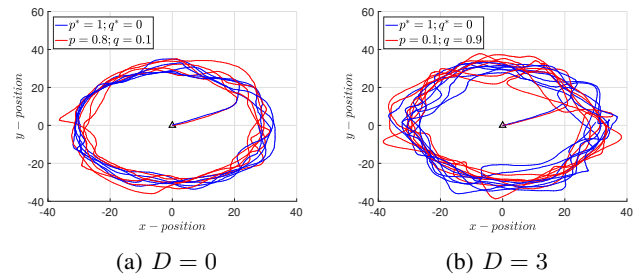 p* = 1; q* = 0
p = 0.8; q = 0.1
60
40
20
0
-20
-40
y - position
-40
-20
0
20
40
x - position
(a) D = 0
p* = 1; q* = 0
p = 0.1; q = 0.9
60
40
20
0
-20
-40
y - position
-40
-20
0
20
40
x - position
(b) D = 3